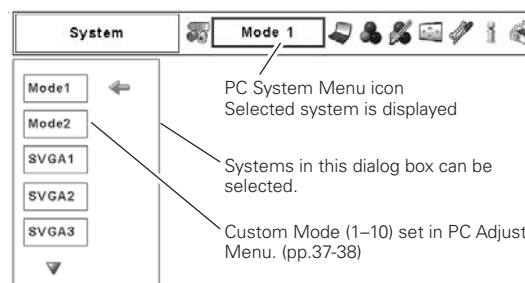 System
Mode 1
Mode1
Mode2
SVGA1
SVGA2
SVGA3
PC System Menu icon
Selected system is displayed
Systems in this dialog box can be
selected.
Custom Mode (1–10) set in PC Adjust
Menu. (pp.37-38)